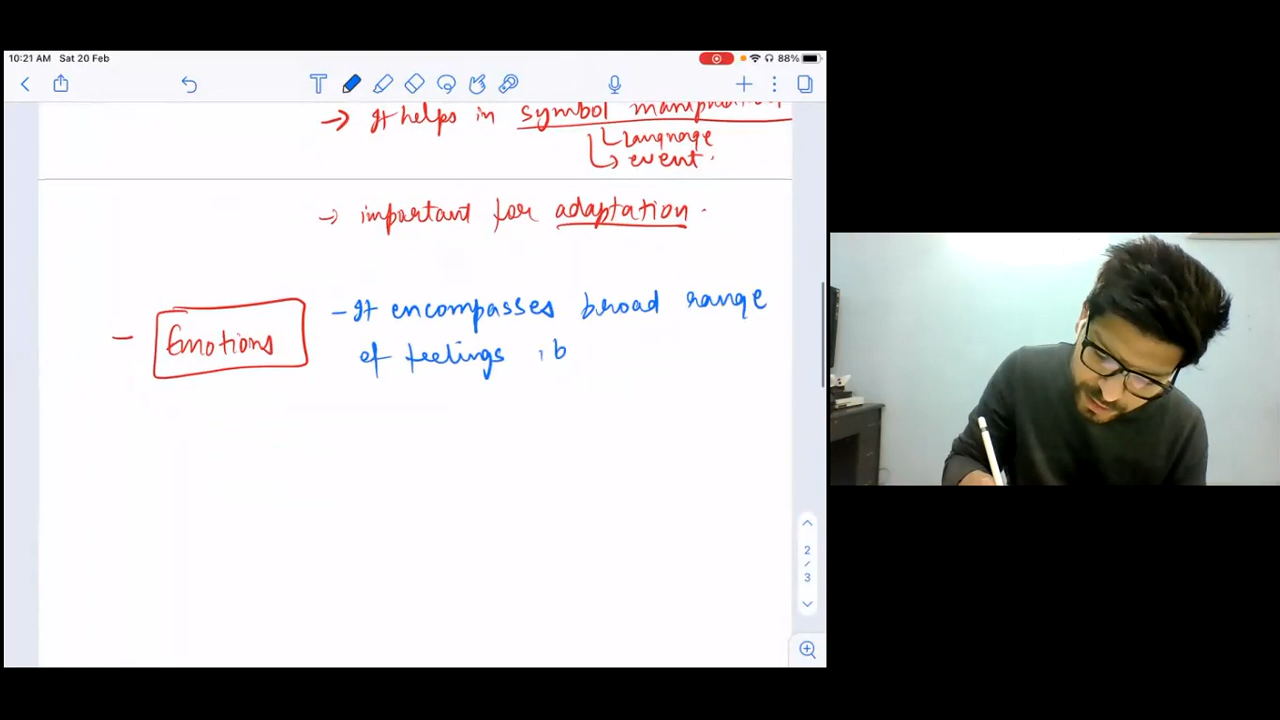 10:21 AM Sat 20 Feb
88%
T
→ It helps in symbol manipulation
↳ Language
↳ event.
→ important for adaptation.
- Emotions
- It encompasses broad range
of feelings, b
2
/
3